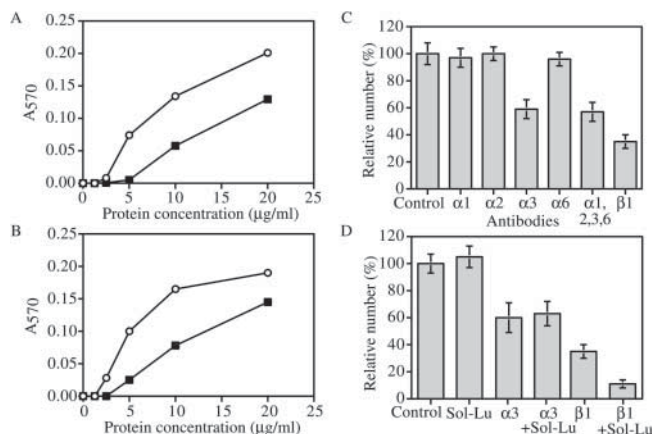 A
A570
0.25
0.20
0.15
0.10
0.05
0.00
0 5 10 15 20 25
Protein concentration (μg/ml)
B
A570
0.25
0.20
0.15
0.10
0.05
0.00
0 5 10 15 20 25
Protein concentration (μg/ml)
C
Relative number (%)
120
100
80
60
40
20
0
Control α1 α2 α3 α6 α1, β1
Antibodies 2,3,6
D
Relative number (%)
120
100
80
60
40
20
0
Control Sol-Lu α3 α3 β1 β1
+Sol-Lu +Sol-Lu